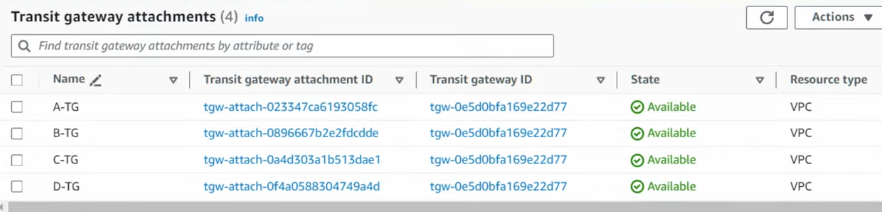 Transit gateway attachments (4) info
Actions
Find transit gateway attachments by attribute or tag
Name Transit gateway attachment ID Transit gateway ID State Resource type
A-TG tgw-attach-023347ca6193058fc tgw-0e5d0bfa169e22d77 Available VPC
B-TG tgw-attach-0896667b2e2fdcdde tgw-0e5d0bfa169e22d77 Available VPC
C-TG tgw-attach-0a4d303a1b513dae1 tgw-0e5d0bfa169e22d77 Available VPC
D-TG tgw-attach-0f4a0588304749a4d tgw-0e5d0bfa169e22d77 Available VPC